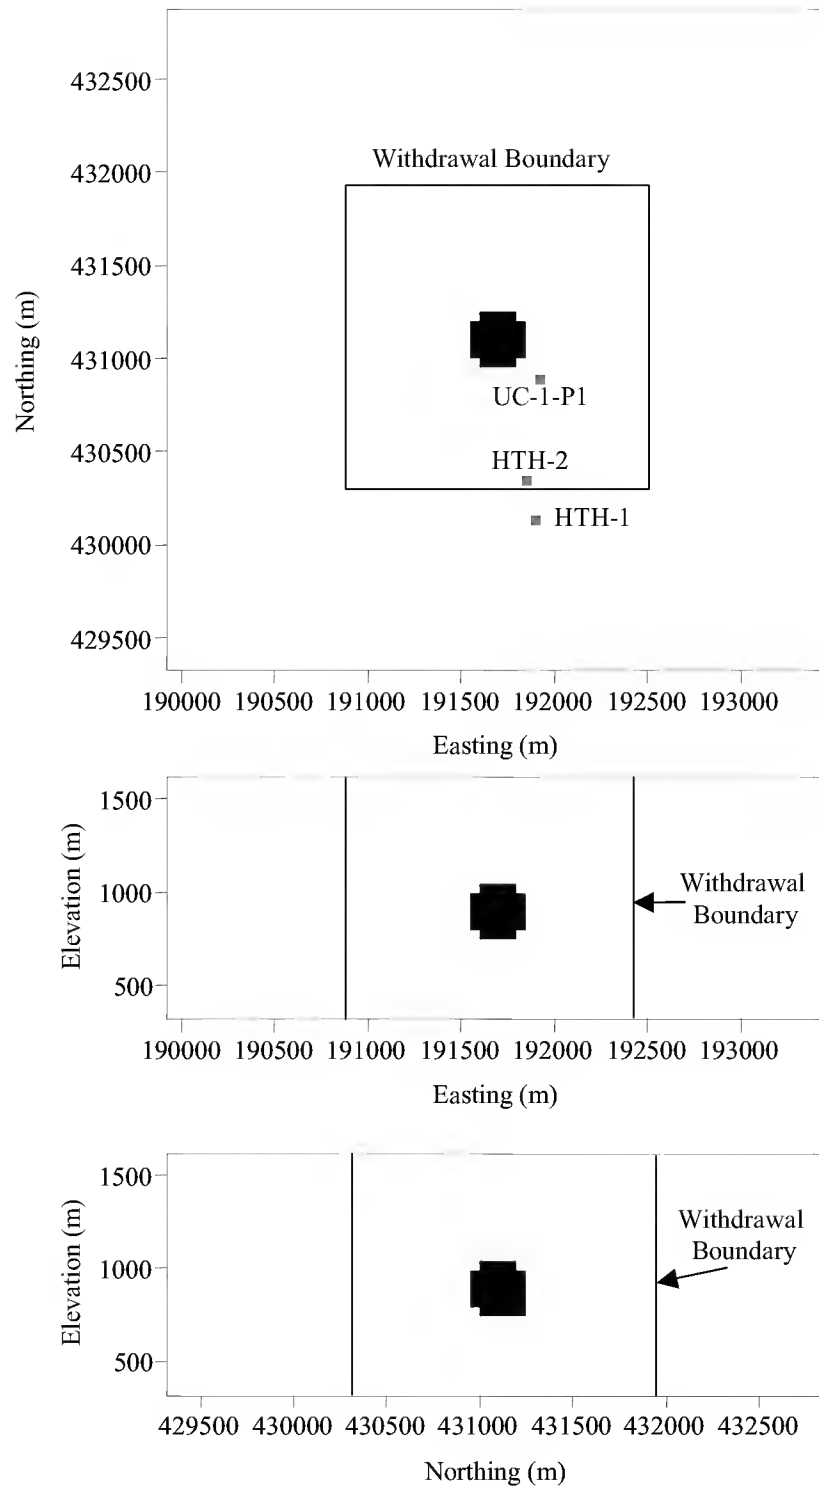 432500
432000
431500
431000
430500
430000
429500
Northing (m)
Withdrawal Boundary
UC-1-P1
HTH-2
HTH-1
190000 190500 191000 191500 192000 192500 193000
Easting (m)
1500
1000
500
Elevation (m)
Withdrawal
Boundary
190000 190500 191000 191500 192000 192500 193000
Easting (m)
1500
1000
500
Elevation (m)
Withdrawal
Boundary
429500 430000 430500 431000 431500 432000 432500
Northing (m)